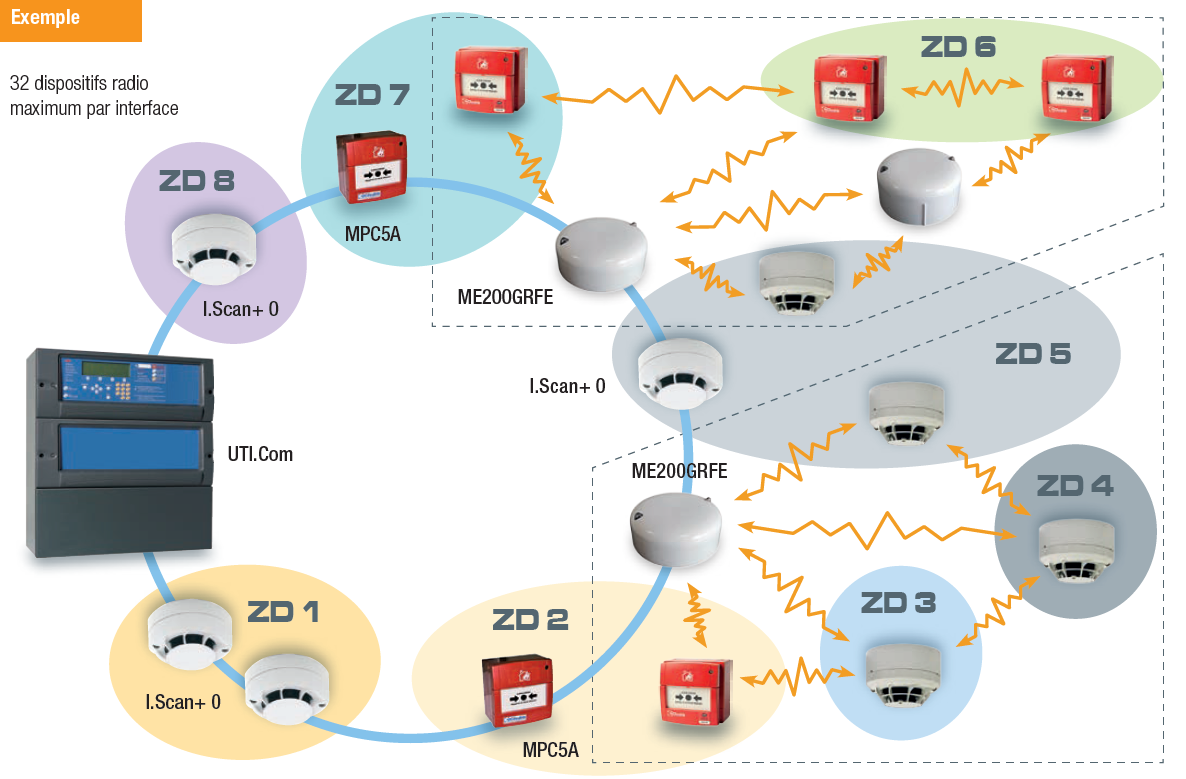 Exemple
32 dispositifs radio
maximum par interface
ZD 6
ZD 7
ZD 8
MPC5A
I.Scan+ 0
ME200GRFE
ZD 5
I.Scan+ 0
UTI.Com
ME200GRFE
ZD 4
ZD 3
ZD 1
ZD 2
I.Scan+ 0
MPC5A